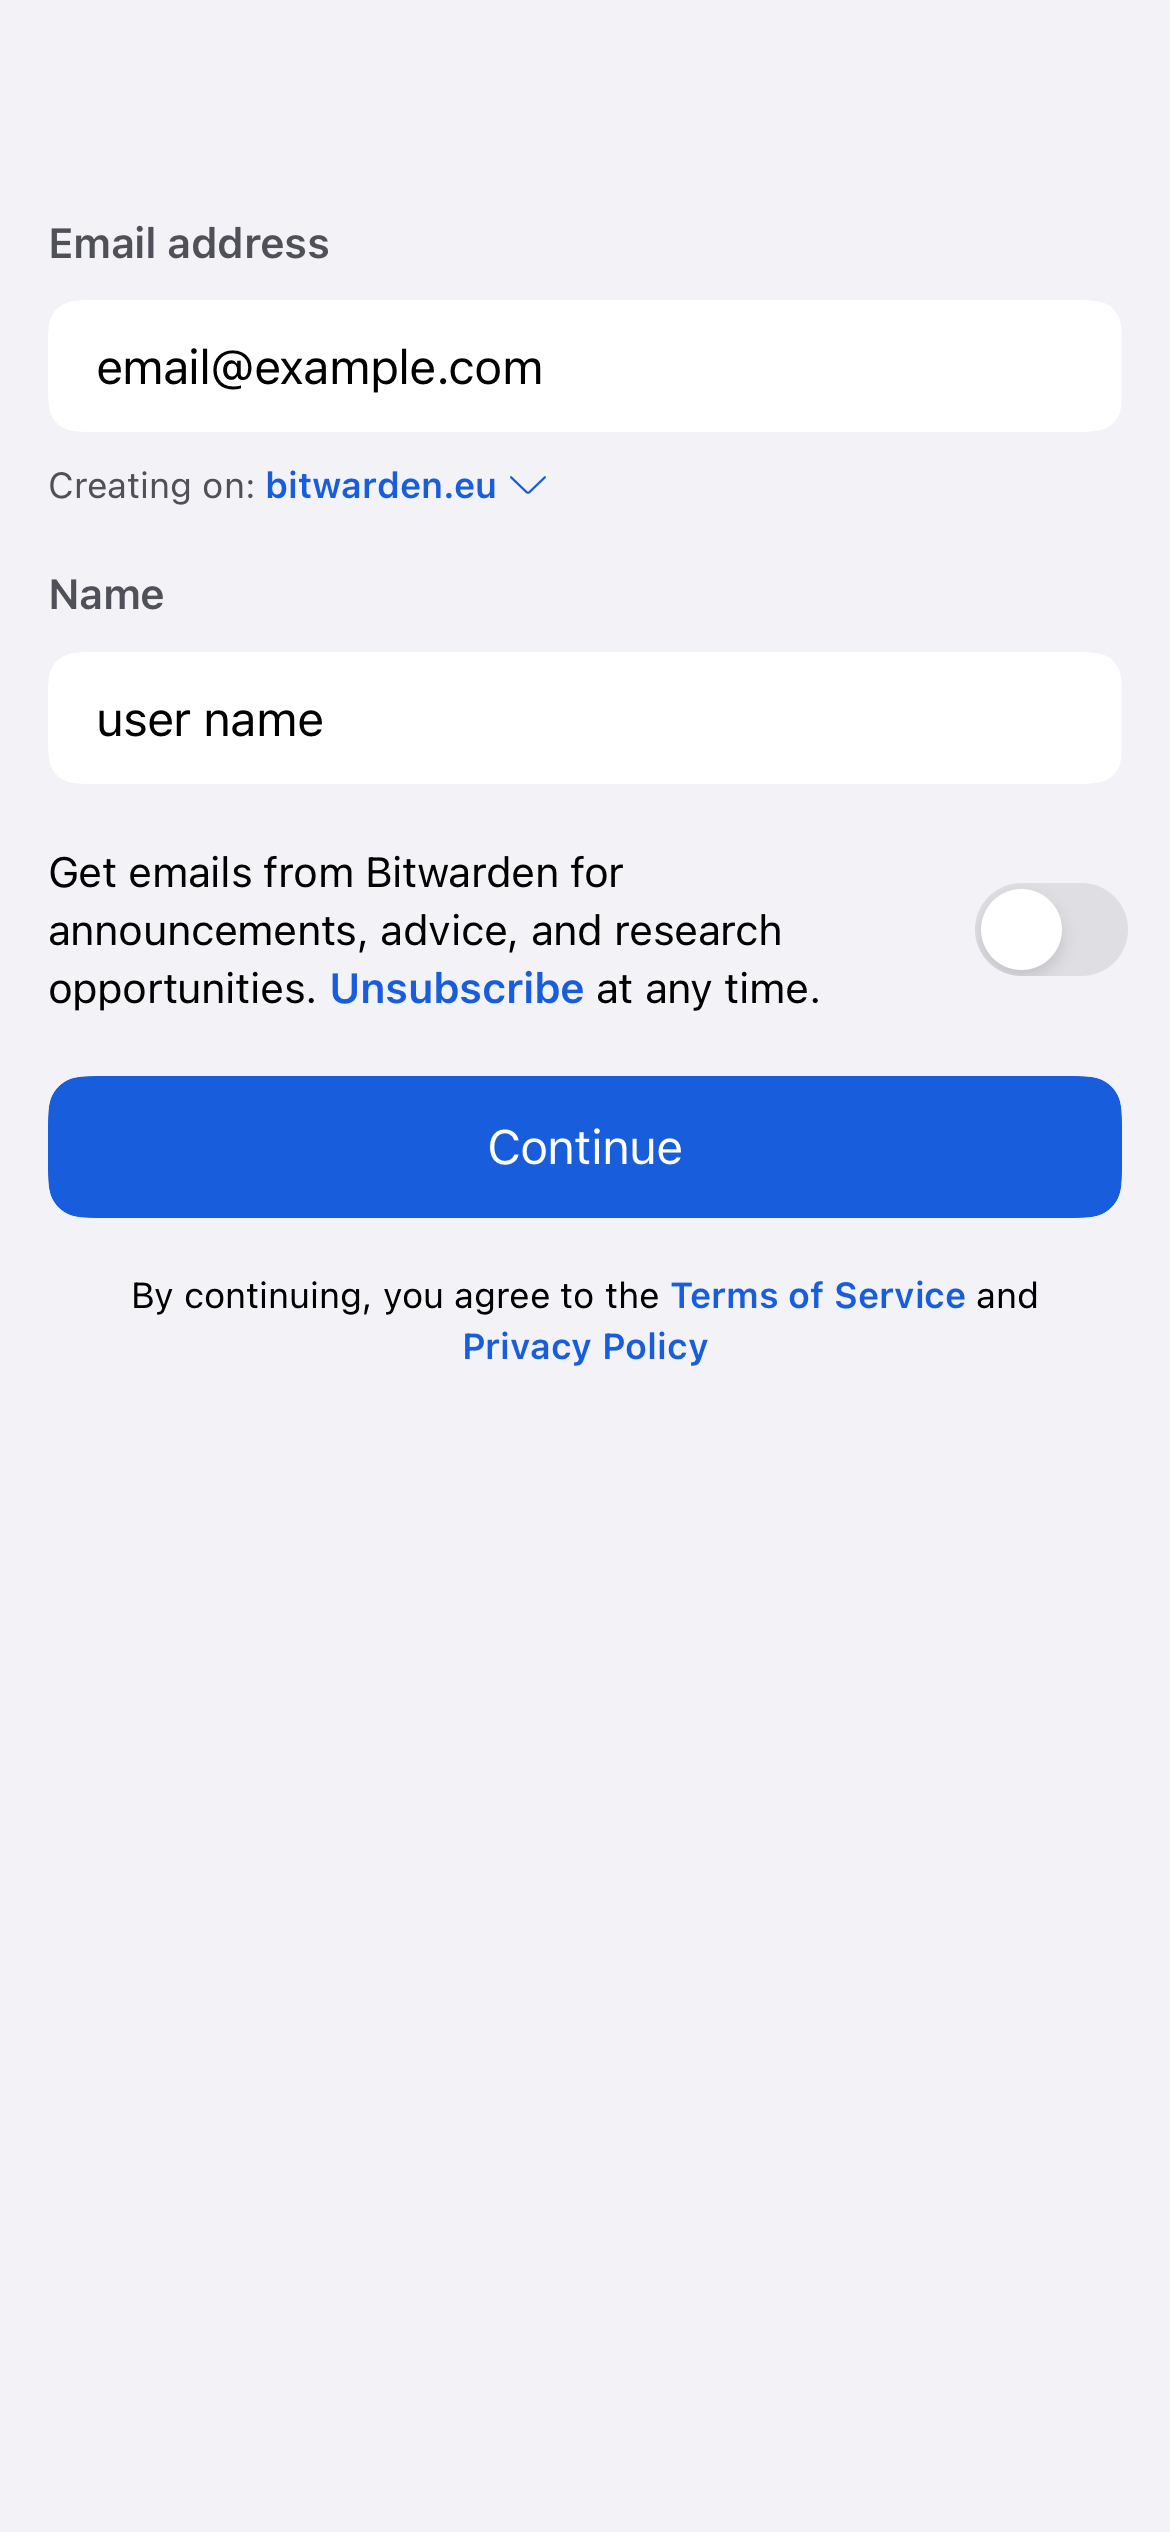 Email address
email@example.com
Creating on: bitwarden.eu
Name
user name
Get emails from Bitwarden for
announcements, advice, and research
opportunities. Unsubscribe at any time.
Continue
By continuing, you agree to the Terms of Service and
Privacy Policy